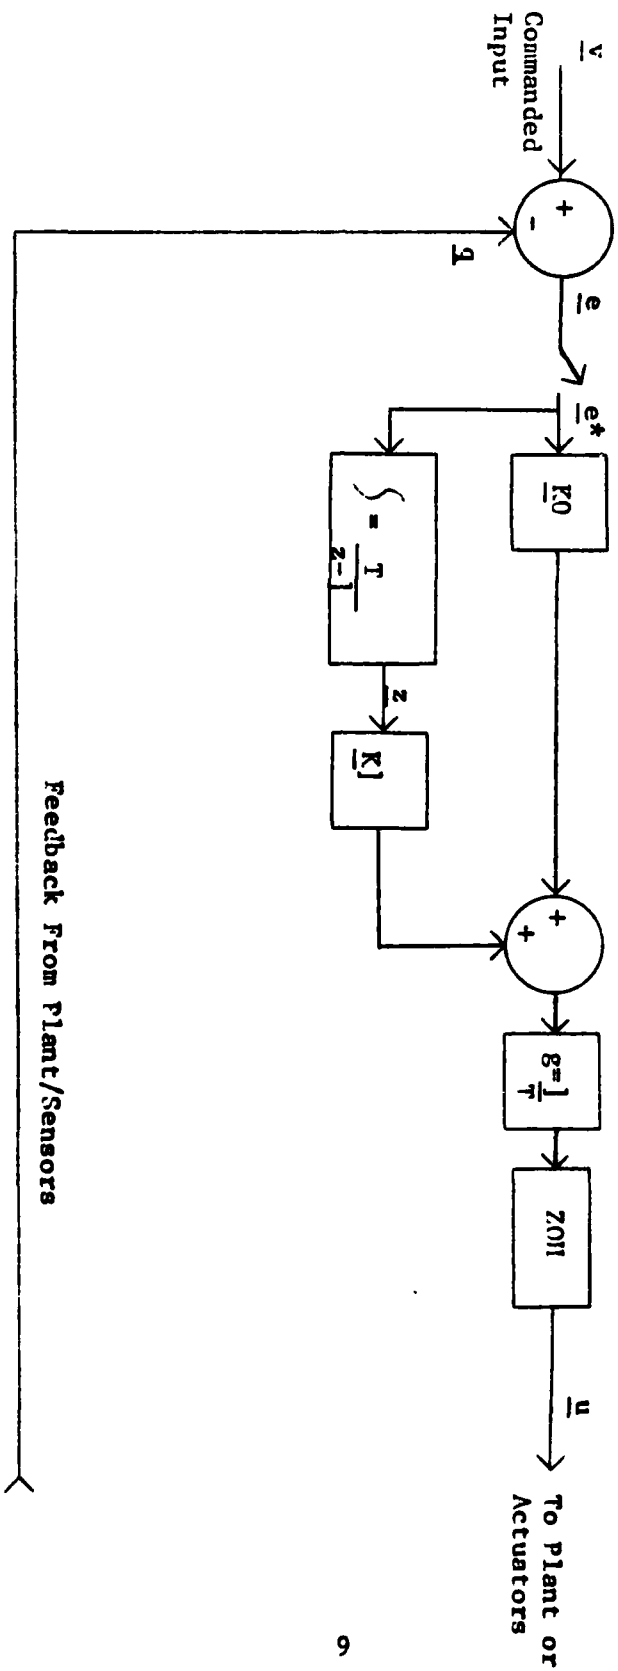 v
Commanded
Input
+
-
q
e
e*
K0
∫ = T
z-1
z
K1
+
+
g=1
T
ZOH
u
To Plant or
Actuators
Feedback From Plant/Sensors
9